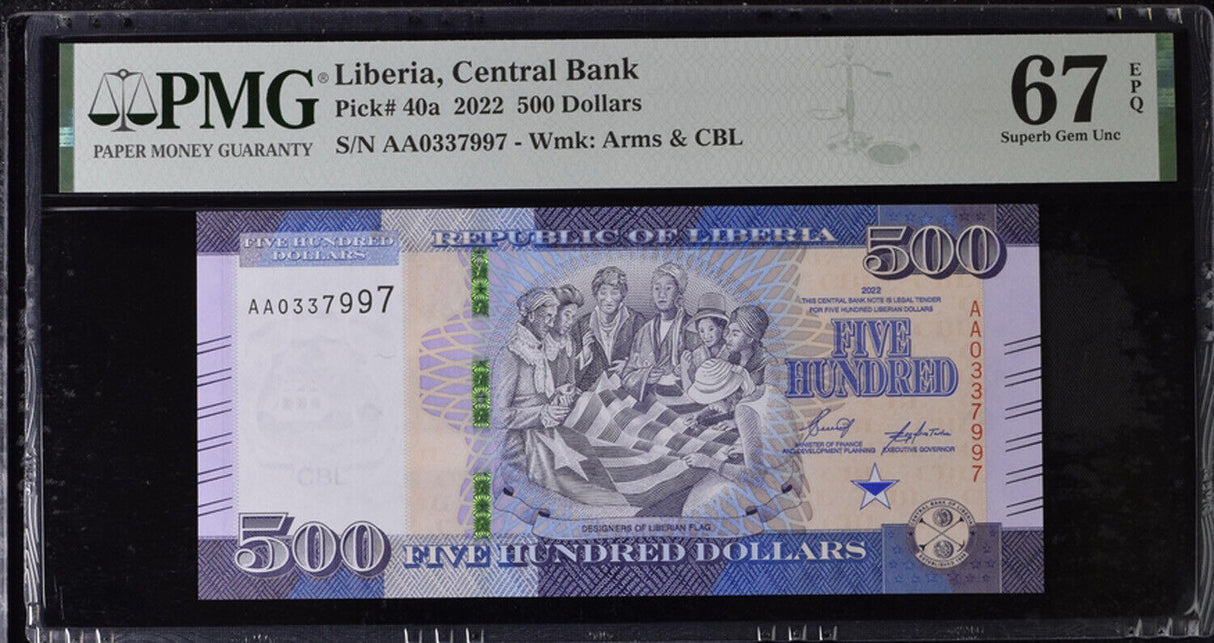 PMG®
PAPER MONEY GUARANTY
Liberia, Central Bank
Pick# 40a 2022 500 Dollars
S/N AA0337997 - Wmk: Arms & CBL
67
EPQ
Superb Gem Unc
FIVE HUNDRED
DOLLARS
REPUBLIC OF LIBERIA
500
AA0337997
2022
THIS CENTRAL BANK NOTE IS LEGAL TENDER
FOR FIVE HUNDRED LIBERIAN DOLLARS
FIVE
HUNDRED
AA0337997
MINISTER OF FINANCE
AND DEVELOPMENT PLANNING
EXECUTIVE GOVERNOR
CBL
DESIGNERS OF LIBERIAN FLAG
CENTRAL BANK OF LIBERIA
500
FIVE HUNDRED DOLLARS